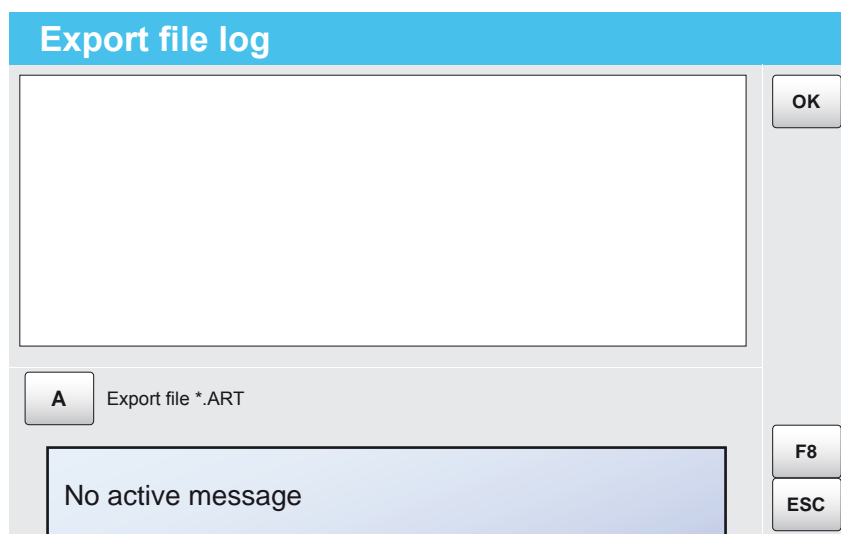 Export file log
OK
A
Export file *.ART
F8
No active message
ESC